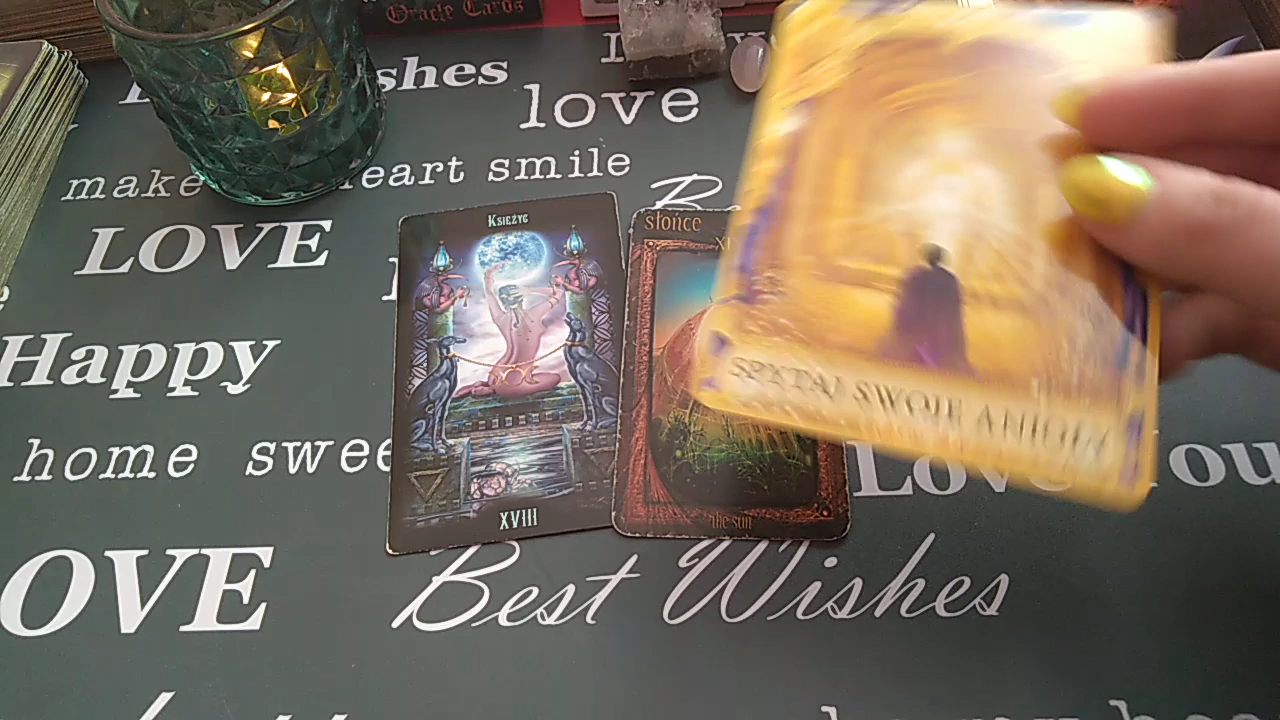 Oracle Cards
shes
love
make
eart smile
LOVE
Księżyc
słońce
SPYTAJ SWOJE ANIOŁY
Happy
home swee
Love
ou
XVIII
the sun
OVE
Best Wishes